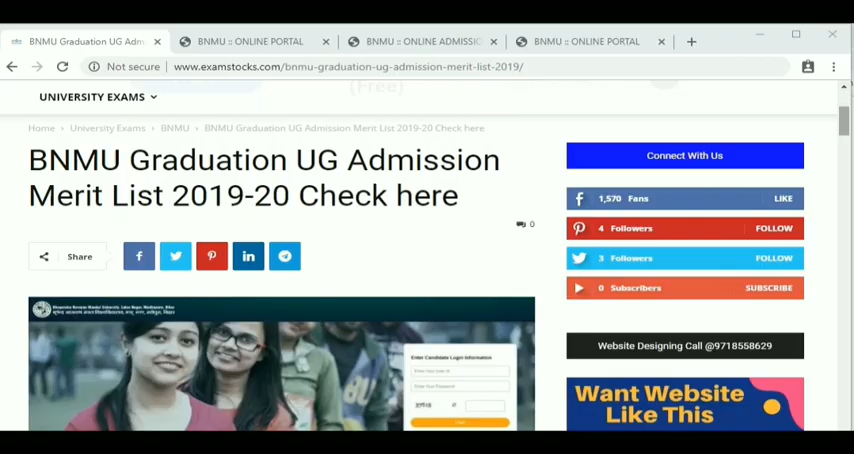 BNMU Graduation UG Adm
BNMU :: ONLINE PORTAL
BNMU :: ONLINE ADMISSIO
BNMU :: ONLINE PORTAL
Not secure
www.examstocks.com/bnmu-graduation-ug-admission-merit-list-2019/
(Free)
UNIVERSITY EXAMS
Home › University Exams › BNMU › BNMU Graduation UG Admission Merit List 2019-20 Check here
BNMU Graduation UG Admission
Merit List 2019-20 Check here
0
Share
Enter Candidate Login Information
Enter Your Password
Connect With Us
1,570 Fans LIKE
4 Followers FOLLOW
3 Followers FOLLOW
0 Subscribers SUBSCRIBE
Website Designing Call @9718558629
Want Website
Like This